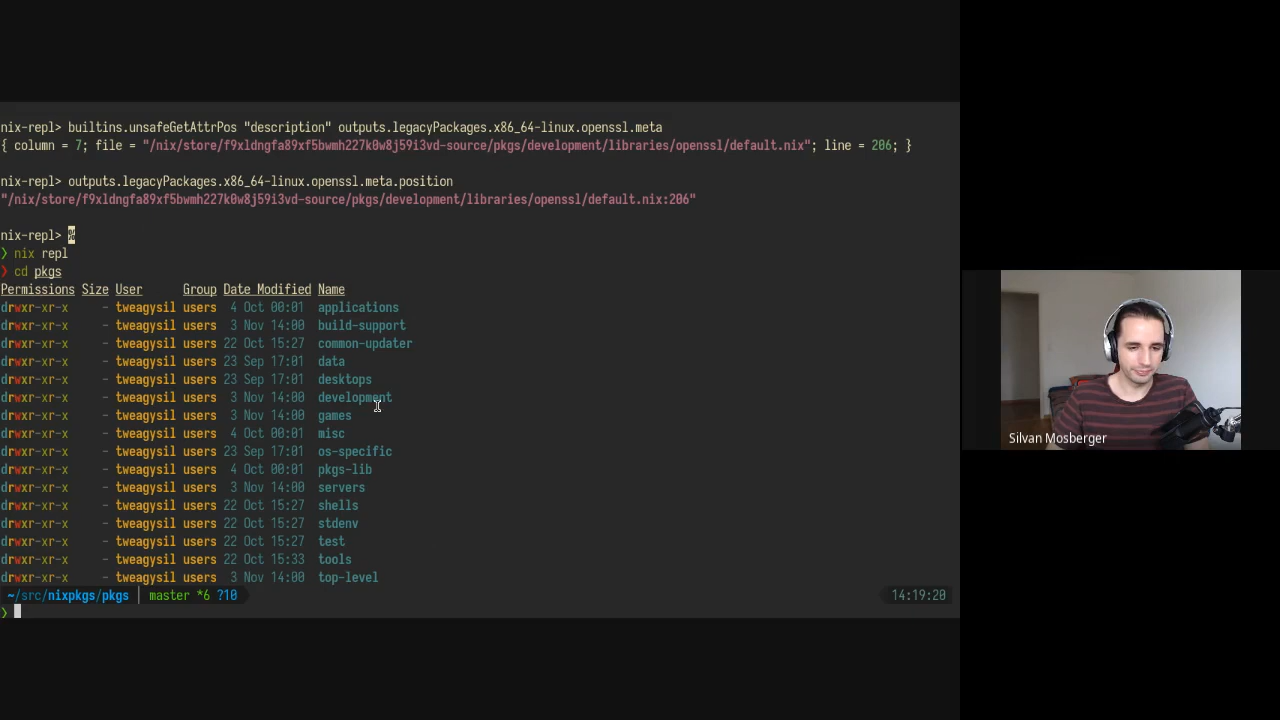 nix-repl> builtins.unsafeGetAttrPos "description" outputs.legacyPackages.x86_64-linux.openssl.meta
{ column = 7; file = "/nix/store/f9xldngfa89xf5bwmh227k0w8j59i3vd-source/pkgs/development/libraries/openssl/default.nix"; line = 206; }
nix-repl> outputs.legacyPackages.x86_64-linux.openssl.meta.position
"/nix/store/f9xldngfa89xf5bwmh227k0w8j59i3vd-source/pkgs/development/libraries/openssl/default.nix:206"
nix-repl> %
❯ nix repl
❯ cd pkgs
Permissions Size User Group Date Modified Name
drwxr-xr-x - tweagysil users 4 Oct 00:01 applications
drwxr-xr-x - tweagysil users 3 Nov 14:00 build-support
drwxr-xr-x - tweagysil users 22 Oct 15:27 common-updater
drwxr-xr-x - tweagysil users 23 Sep 17:01 data
drwxr-xr-x - tweagysil users 23 Sep 17:01 desktops
drwxr-xr-x - tweagysil users 3 Nov 14:00 development
drwxr-xr-x - tweagysil users 3 Nov 14:00 games
drwxr-xr-x - tweagysil users 4 Oct 00:01 misc
drwxr-xr-x - tweagysil users 23 Sep 17:01 os-specific
drwxr-xr-x - tweagysil users 4 Oct 00:01 pkgs-lib
drwxr-xr-x - tweagysil users 3 Nov 14:00 servers
drwxr-xr-x - tweagysil users 22 Oct 15:27 shells
drwxr-xr-x - tweagysil users 22 Oct 15:27 stdenv
drwxr-xr-x - tweagysil users 22 Oct 15:27 test
drwxr-xr-x - tweagysil users 22 Oct 15:33 tools
drwxr-xr-x - tweagysil users 3 Nov 14:00 top-level
~/src/nixpkgs/pkgs │ master *6 ?10 14:19:20
❯
Silvan Mosberger